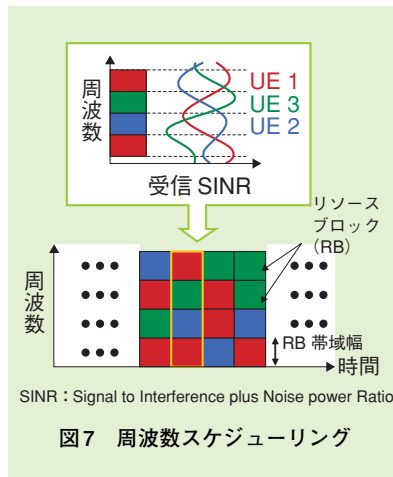 周波数
UE 1
UE 3
UE 2
受信 SINR
リソース
ブロック
(RB)
周波数
RB 帯域幅
時間
SINR：Signal to Interference plus Noise power Ratio
図7 周波数スケジューリング